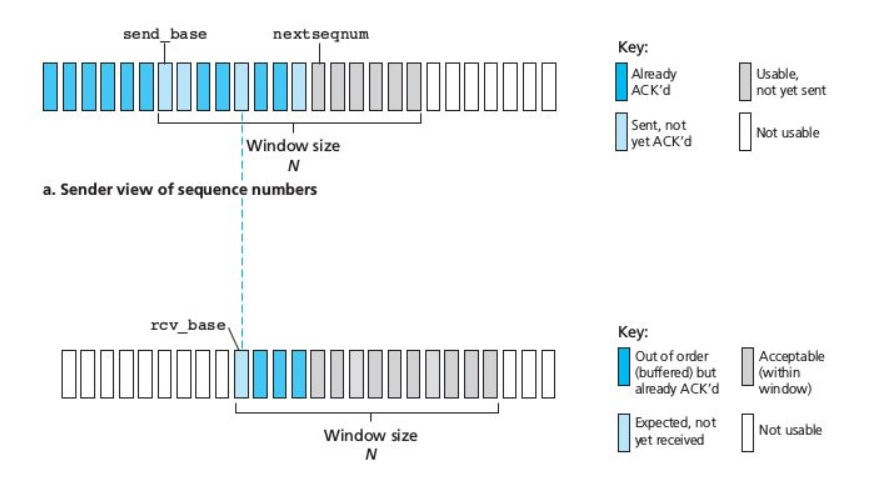 send_base
nextseqnum
Key:
Already
ACK'd
Usable,
not yet sent
Sent, not
yet ACK'd
Not usable
Window size
N
a. Sender view of sequence numbers
rcv_base
Key:
Out of order
(buffered) but
already ACK'd
Acceptable
(within
window)
Expected, not
yet received
Not usable
Window size
N